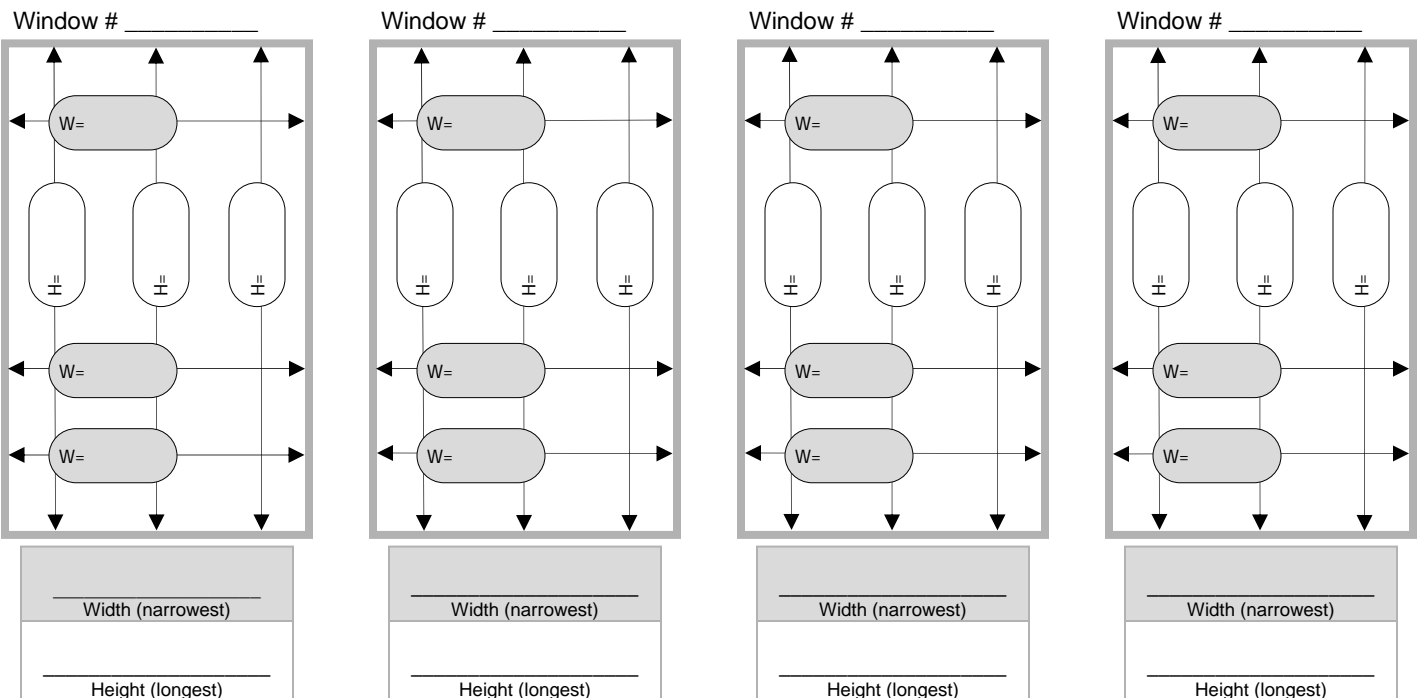 Window # __________ Window # __________ Window # __________ Window # __________
W= W= W= W=
H= H= H= H= H= H= H= H= H= H= H= H=
W= W= W= W=
W= W= W= W=
Width (narrowest) Width (narrowest) Width (narrowest) Width (narrowest)
Height (longest) Height (longest) Height (longest) Height (longest)